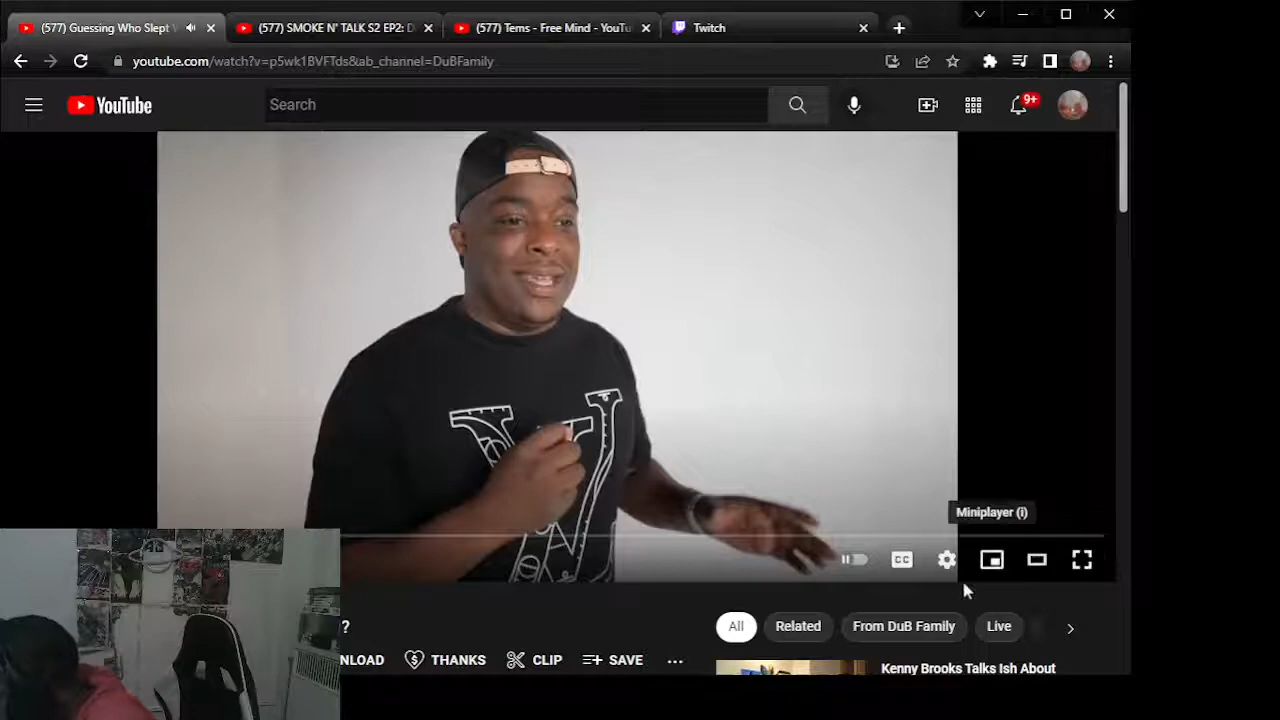 (577) Guessing Who Slept W
(577) SMOKE N' TALK S2 EP2: D
(577) Tems - Free Mind - YouTu
Twitch
youtube.com/watch?v=p5wk1BVFTds&ab_channel=DuBFamily
YouTube
Search
9+
Miniplayer (i)
CC
?
All
Related
From DuB Family
Live
NLOAD
THANKS
CLIP
SAVE
Kenny Brooks Talks Ish About